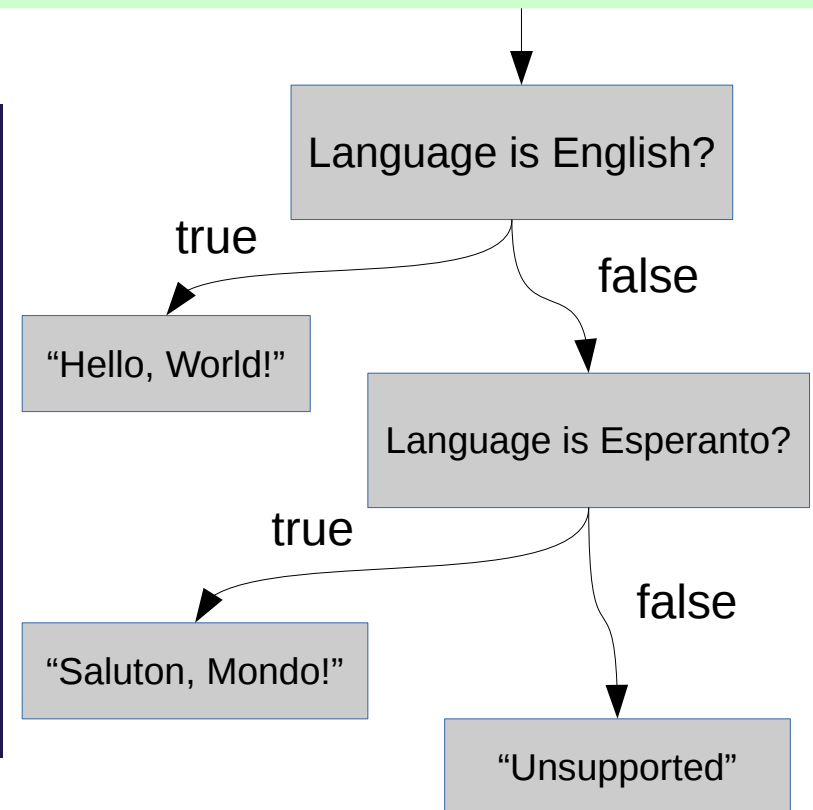 Language is English?
true
false
“Hello, World!”
Language is Esperanto?
true
false
“Saluton, Mondo!”
“Unsupported”